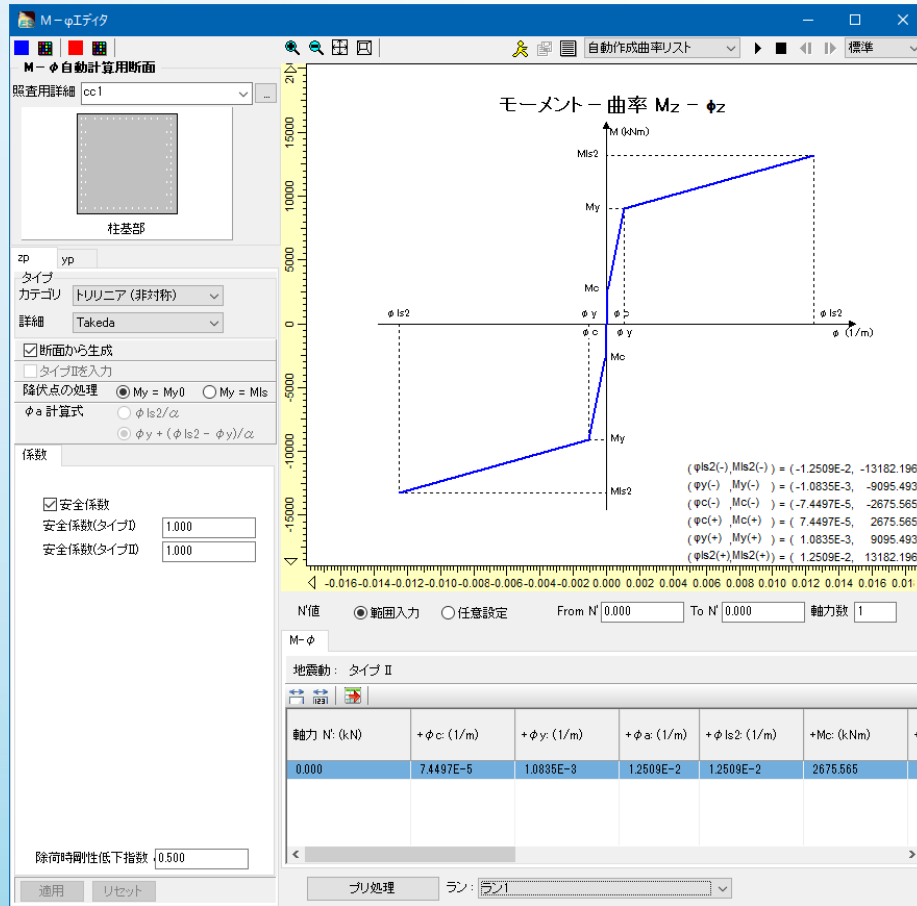 M-φエディタ
自動作成曲率リスト
標準
M-φ自動計算用断面
照査用詳細 cc1 ...
柱基部
zp yp
タイプ
カテゴリ トリリニア (非対称)
詳細 Takeda
断面から生成
タイプⅡを入力
降伏点の処理 My = My0 My = Mls
φa 計算式 φls2/α
φy + (φls2 - φy)/α
係数
安全係数
安全係数(タイプⅠ) 1.000
安全係数(タイプⅡ) 1.000
除荷時剛性低下指数 0.500
適用 リセット
モーメント－曲率 Mz － φz
M (kNm)
Mls2
My
Mc
φls2 φy φls2
φc φy φ (1/m)
Mc
My
Mls2
15000
10000
5000
0
-5000
-10000
-15000
(φls2(-),Mls2(-)) = (-1.2509E-2, -13182.196
(φy(-) ,My(-) ) = (-1.0835E-3, -9095.493
(φc(-) ,Mc(-) ) = (-7.4497E-5, -2675.565
(φc(+) ,Mc(+) ) = ( 7.4497E-5, 2675.565
(φy(+) ,My(+) ) = ( 1.0835E-3, 9095.493
(φls2(+),Mls2(+)) = ( 1.2509E-2, 13182.196
-0.016 -0.014 -0.012 -0.010 -0.008 -0.006 -0.004 -0.002 0.000 0.002 0.004 0.006 0.008 0.010 0.012 0.014 0.016 0.01
N'値 範囲入力 任意設定 From N' 0.000 To N' 0.000 軸力数 1
M-φ
地震動： タイプ Ⅱ
軸力 N': (kN) +φc: (1/m) +φy: (1/m) +φa: (1/m) +φls2: (1/m) +Mc: (kNm)
0.000 7.4497E-5 1.0835E-3 1.2509E-2 1.2509E-2 2675.565
プリ処理 ラン： ラン1